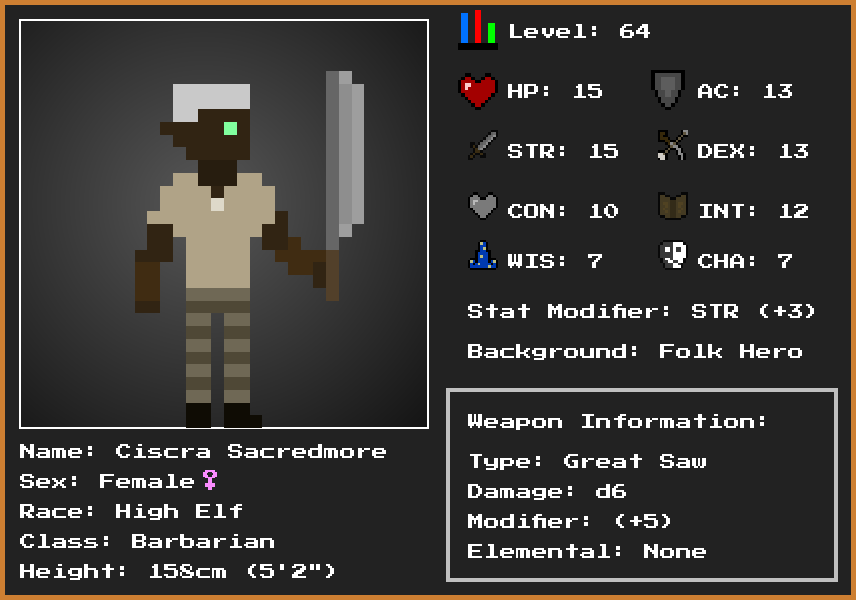 Level: 64
HP: 15 AC: 13
STR: 15 DEX: 13
CON: 10 INT: 12
WIS: 7 CHA: 7
Stat Modifier: STR (+3)
Background: Folk Hero
Weapon Information:
Type: Great Saw
Damage: d6
Modifier: (+5)
Elemental: None
Name: Ciscra Sacredmore
Sex: Female♀
Race: High Elf
Class: Barbarian
Height: 158cm (5'2")